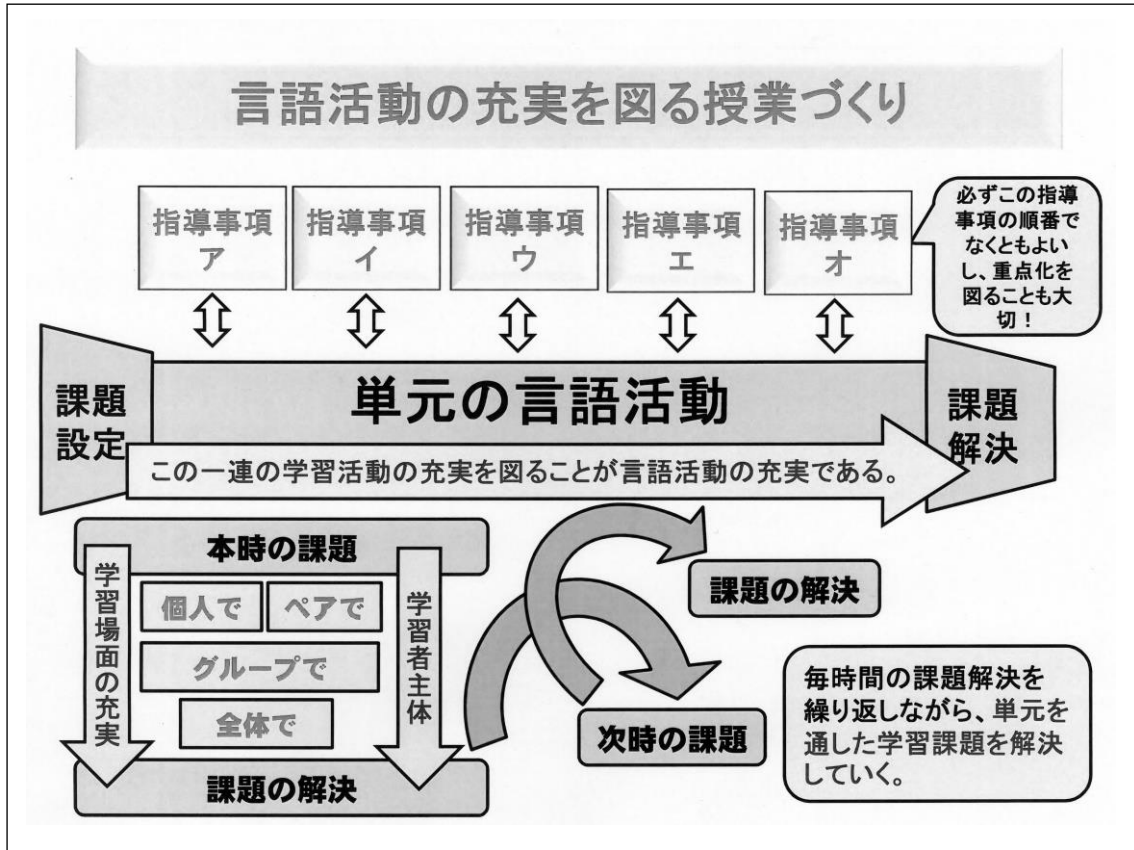 言語活動の充実を図る授業づくり
指導事項
ア
指導事項
イ
指導事項
ウ
指導事項
エ
指導事項
オ
必ずこの指導
事項の順番で
なくともよい
し、重点化を
図ることも大
切！
課題
設定
単元の言語活動
課題
解決
この一連の学習活動の充実を図ることが言語活動の充実である。
本時の課題
学習場面の充実
個人で
ペアで
グループで
全体で
学習者主体
課題の解決
課題の解決
次時の課題
毎時間の課題解決を
繰り返しながら、単元を
通した学習課題を解決
していく。